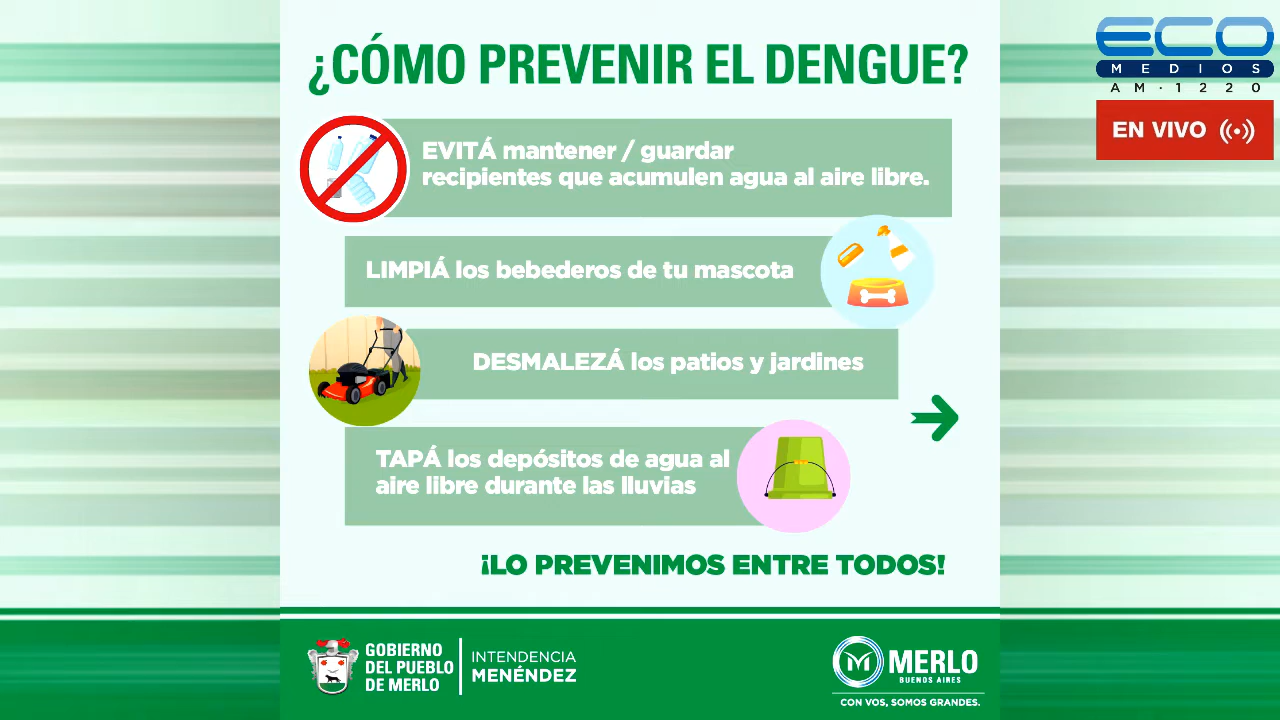 ¿CÓMO PREVENIR EL DENGUE?
ECO
MEDIOS
AM·1220
EN VIVO
EVITÁ mantener / guardar
recipientes que acumulen agua al aire libre.
LIMPIÁ los bebederos de tu mascota
DESMALEZÁ los patios y jardines
TAPÁ los depósitos de agua al
aire libre durante las lluvias
¡LO PREVENIMOS ENTRE TODOS!
GOBIERNO
DEL PUEBLO
DE MERLO
INTENDENCIA
MENÉNDEZ
MERLO
BUENOS AIRES
CON VOS, SOMOS GRANDES.